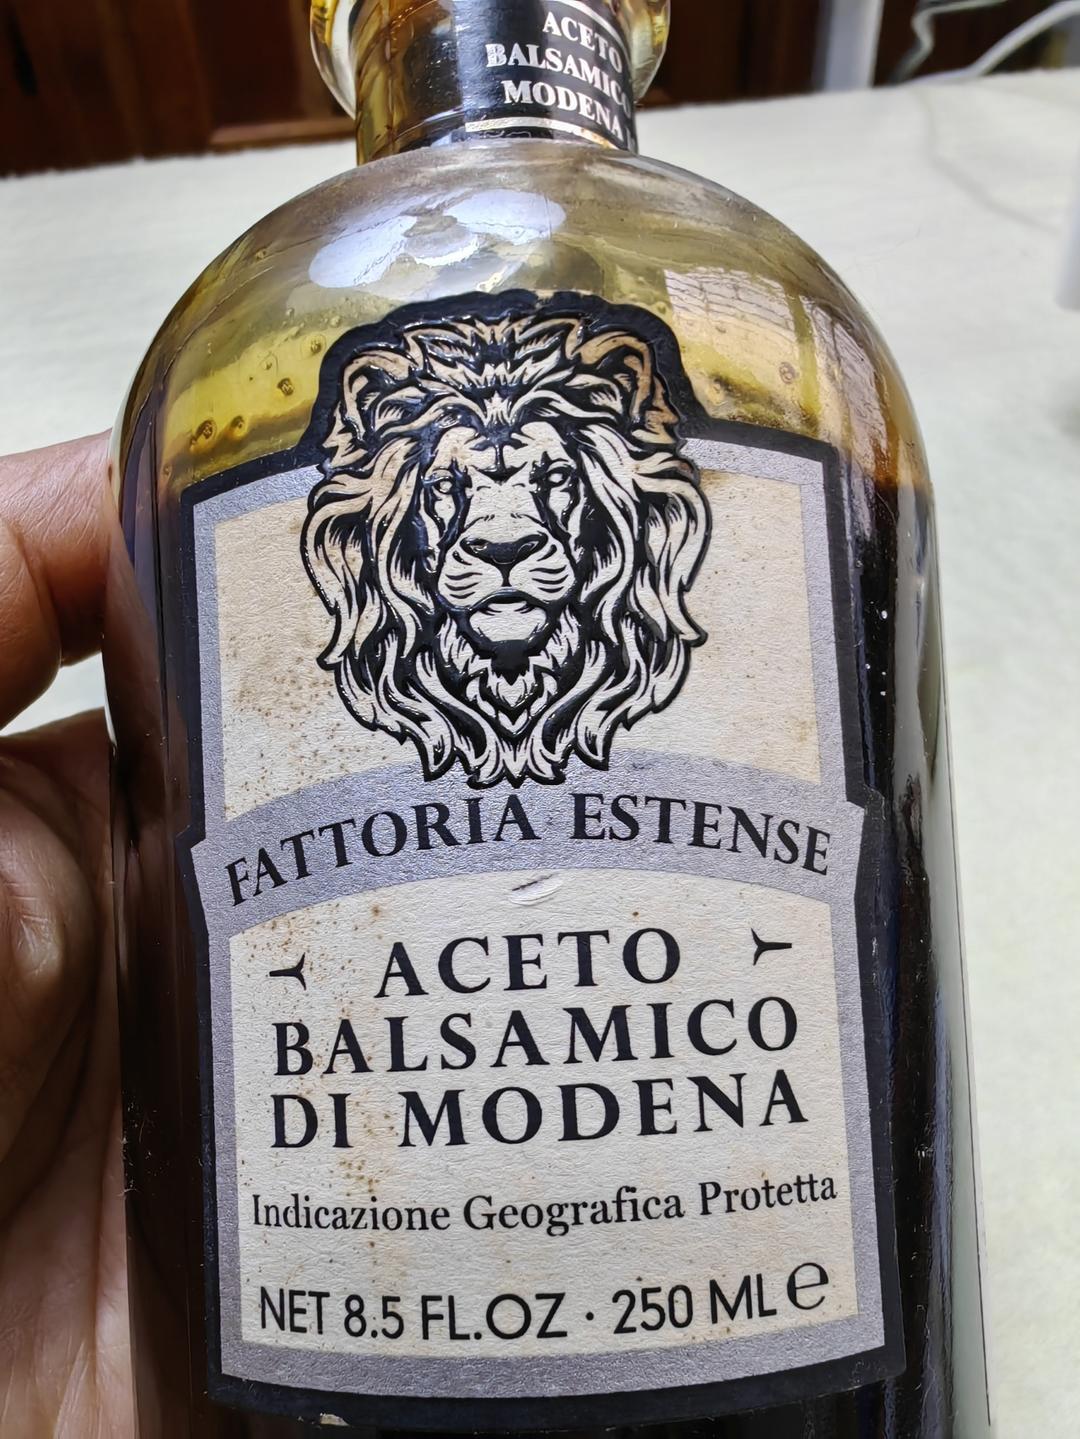 ACETO
BALSAMICO
MODENA
FATTORIA ESTENSE
ACETO
BALSAMICO
DI MODENA
Indicazione Geografica Protetta
NET 8.5 FL.OZ · 250 ML ℮